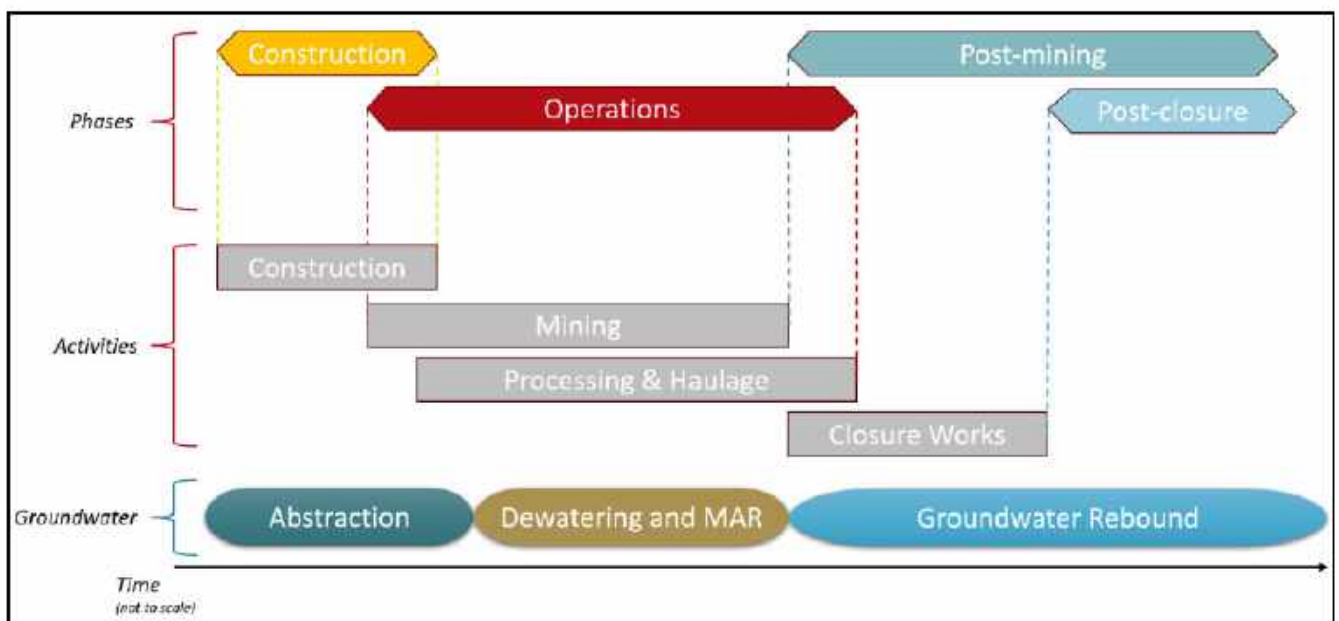 Construction
Post-mining
Operations
Phases
Post-closure
Construction
Mining
Activities
Processing & Haulage
Closure Works
Groundwater
Abstraction
Dewatering and MAR
Groundwater Rebound
Time
(not to scale)